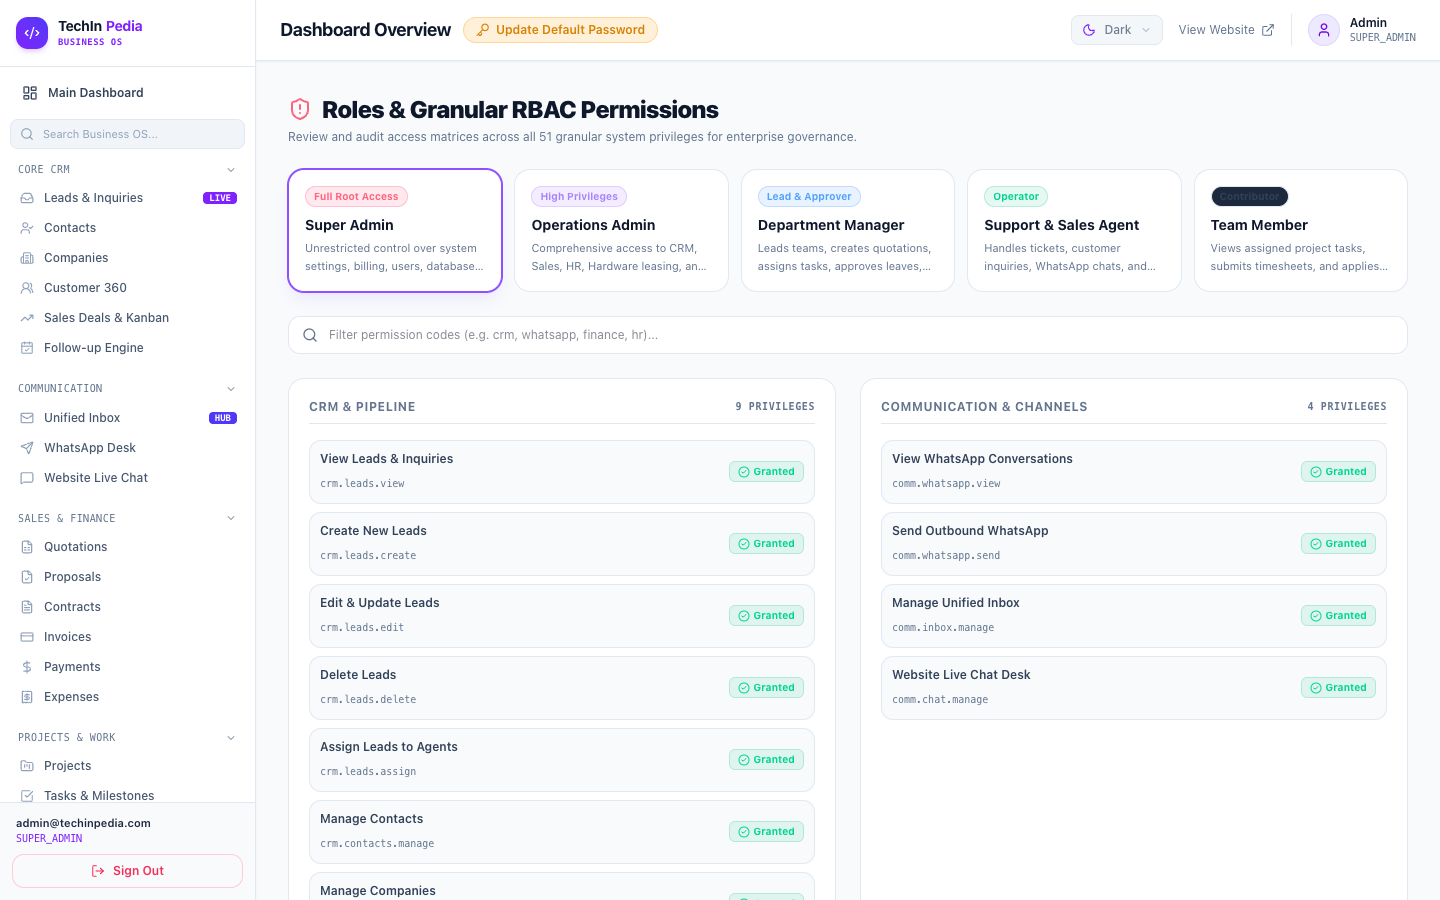 TechIn Pedia
BUSINESS OS
Main Dashboard
Search Business OS...
CORE CRM
Leads & Inquiries
LIVE
Contacts
Companies
Customer 360
Sales Deals & Kanban
Follow-up Engine
COMMUNICATION
Unified Inbox
HUB
WhatsApp Desk
Website Live Chat
SALES & FINANCE
Quotations
Proposals
Contracts
Invoices
Payments
Expenses
PROJECTS & WORK
Projects
Tasks & Milestones
admin@techinpedia.com
SUPER_ADMIN
Sign Out
Dashboard Overview
Update Default Password
Dark
View Website
Admin
SUPER_ADMIN
Roles & Granular RBAC Permissions
Review and audit access matrices across all 51 granular system privileges for enterprise governance.
Full Root Access
Super Admin
Unrestricted control over system
settings, billing, users, database...
High Privileges
Operations Admin
Comprehensive access to CRM,
Sales, HR, Hardware leasing, an...
Lead & Approver
Department Manager
Leads teams, creates quotations,
assigns tasks, approves leaves,...
Operator
Support & Sales Agent
Handles tickets, customer
inquiries, WhatsApp chats, and...
Contributor
Team Member
Views assigned project tasks,
submits timesheets, and applies...
Filter permission codes (e.g. crm, whatsapp, finance, hr)...
CRM & PIPELINE
9 PRIVILEGES
View Leads & Inquiries
crm.leads.view
Granted
Create New Leads
crm.leads.create
Granted
Edit & Update Leads
crm.leads.edit
Granted
Delete Leads
crm.leads.delete
Granted
Assign Leads to Agents
crm.leads.assign
Granted
Manage Contacts
crm.contacts.manage
Granted
Manage Companies
COMMUNICATION & CHANNELS
4 PRIVILEGES
View WhatsApp Conversations
comm.whatsapp.view
Granted
Send Outbound WhatsApp
comm.whatsapp.send
Granted
Manage Unified Inbox
comm.inbox.manage
Granted
Website Live Chat Desk
comm.chat.manage
Granted